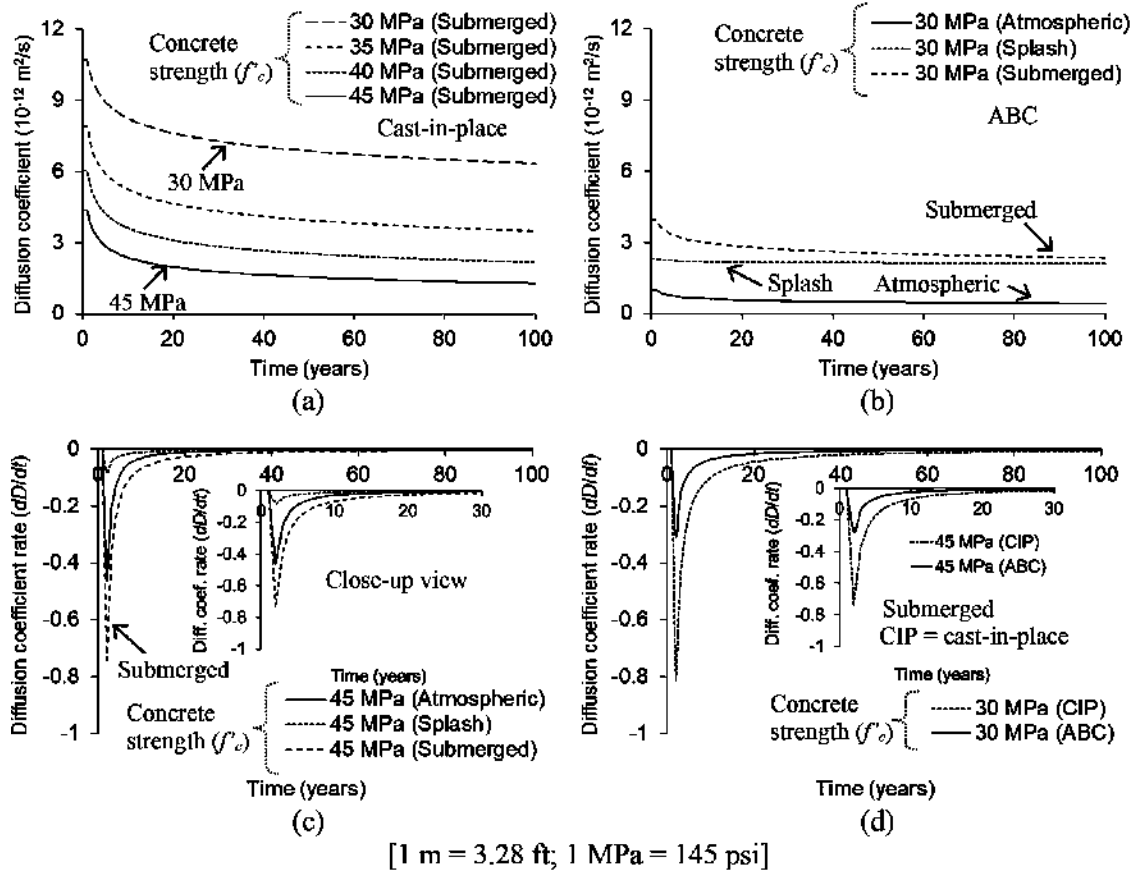 12
9
6
3
0
Diffusion coefficient (10⁻¹² m²/s)
Concrete
strength (f'c)
30 MPa (Submerged)
35 MPa (Submerged)
40 MPa (Submerged)
45 MPa (Submerged)
Cast-in-place
30 MPa
45 MPa
0 20 40 60 80 100
Time (years)
(a)
12
9
6
3
0
Diffusion coefficient (10⁻¹² m²/s)
Concrete
strength (f'c)
30 MPa (Atmospheric)
30 MPa (Splash)
30 MPa (Submerged)
ABC
Submerged
Splash
Atmospheric
0 20 40 60 80 100
Time (years)
(b)
0
-0.2
-0.4
-0.6
-0.8
-1
Diffusion coefficient rate (dD/dt)
0 20 40 60 80 100
0
-0.2
-0.4
-0.6
-0.8
-1
Diff. coef. rate (dD/dt)
0 10 20 30
Close-up view
Submerged
Time (years)
Concrete
strength (f'c)
45 MPa (Atmospheric)
45 MPa (Splash)
45 MPa (Submerged)
Time (years)
(c)
0
-0.2
-0.4
-0.6
-0.8
-1
Diffusion coefficient rate (dD/dt)
0 20 40 60 80 100
0
-0.2
-0.4
-0.6
-0.8
-1
Diff. coef. rate (dD/dt)
0 10 20 30
45 MPa (CIP)
45 MPa (ABC)
Submerged
CIP = cast-in-place
Time (years)
Concrete
strength (f'c)
30 MPa (CIP)
30 MPa (ABC)
Time (years)
(d)
[1 m = 3.28 ft; 1 MPa = 145 psi]